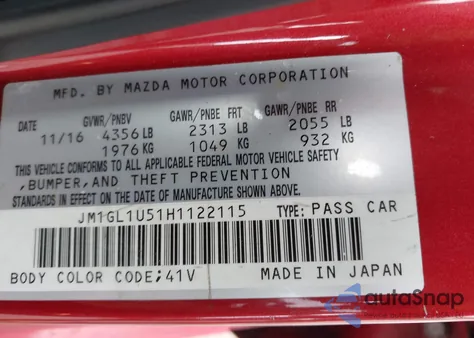 MFD. BY MAZDA MOTOR CORPORATION
GVWR/PNBV GAWR/PNBE FRT GAWR/PNBE RR
11/16 4356 LB 2313 LB 2055 LB
1976 KG 1049 KG 932 KG
THIS VEHICLE CONFORMS TO ALL APPLICABLE FEDERAL MOTOR VEHICLE SAFETY
,BUMPER,AND THEFT PREVENTION
STANDARDS IN EFFECT ON THE DATE OF MANUFACTURE SHOWN ABOVE.
JM1GL1U51H1122115 TYPE: PASS CAR
BODY COLOR CODE;41V MADE IN JAPAN
autoSnap